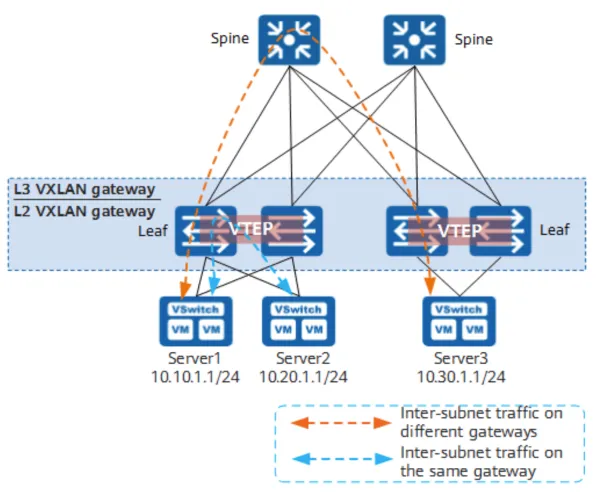 Spine
Spine
L3 VXLAN gateway
L2 VXLAN gateway
Leaf
VTEP
VTEP
Leaf
VSwitch
VM VM
VSwitch
VM VM
VSwitch
VM VM
Server1
10.10.1.1/24
Server2
10.20.1.1/24
Server3
10.30.1.1/24
Inter-subnet traffic on
different gateways
Inter-subnet traffic on
the same gateway